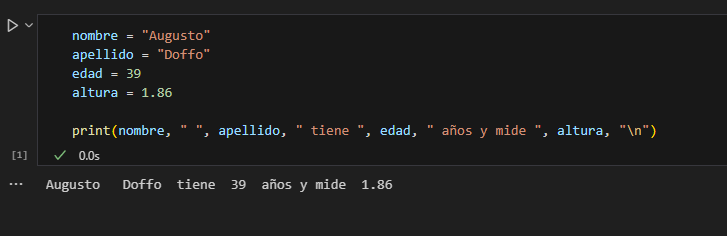 nombre = "Augusto"
apellido = "Doffo"
edad = 39
altura = 1.86
print(nombre, " ", apellido, " tiene ", edad, " años y mide ", altura, "\n")
[1]
0.0s
Augusto   Doffo  tiene  39  años y mide  1.86